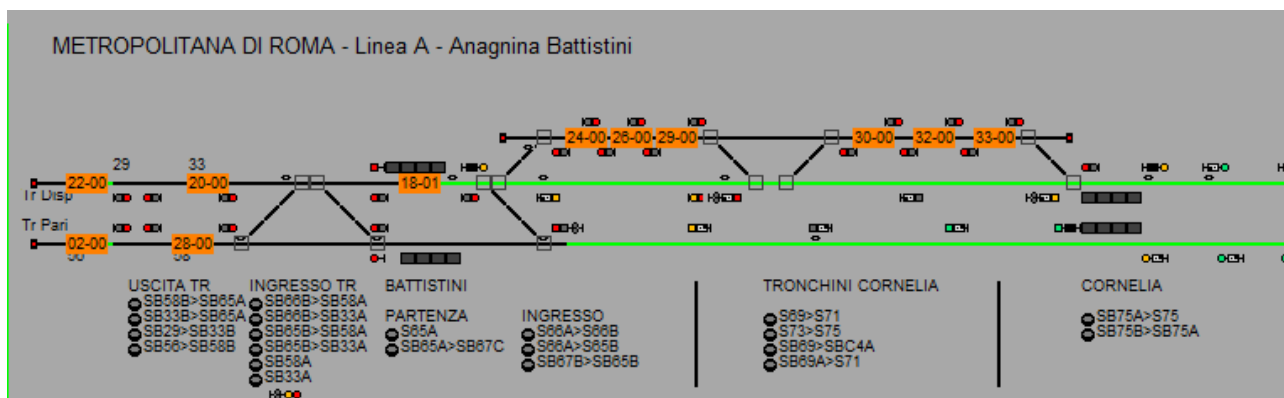 METROPOLITANA DI ROMA - Linea A - Anagnina Battistini
24-00 26-00 29-00 30-00 32-00 33-00
29 33
22-00 20-00 18-01
Tr Disp
Tr Pari
02-00 28-00
USCITA TR
SB58B>SB65A
SB33B>SB65A
SB29>SB33B
SB56>SB58B
INGRESSO TR
SB66B>SB58A
SB66B>SB33A
SB65B>SB58A
SB65B>SB33A
SB58A
SB33A
BATTISTINI
PARTENZA
S65A
SB65A>SB67C
INGRESSO
S66A>S66B
S66A>S65B
SB67B>SB65B
TRONCHINI CORNELIA
S69>S71
S73>S75
SB69>SBC4A
SB69A>S71
CORNELIA
SB75A>S75
SB75B>SB75A